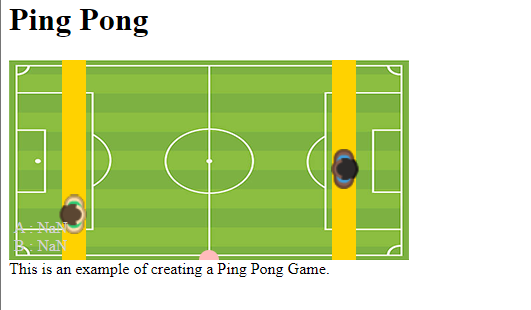 Ping Pong
A : NaN
B : NaN
This is an example of creating a Ping Pong Game.